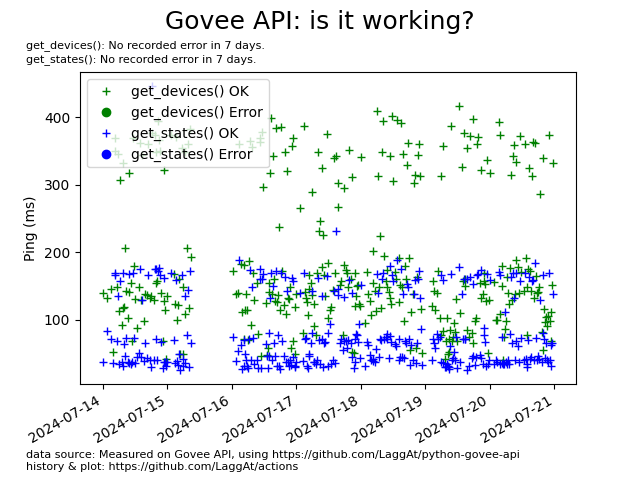 Govee API: is it working?
get_devices(): No recorded error in 7 days.
get_states(): No recorded error in 7 days.
get_devices() OK
get_devices() Error
get_states() OK
get_states() Error
400
300
200
100
Ping (ms)
2024-07-14
2024-07-15
2024-07-16
2024-07-17
2024-07-18
2024-07-19
2024-07-20
2024-07-21
data source: Measured on Govee API, using https://github.com/LaggAt/python-govee-api
history & plot: https://github.com/LaggAt/actions